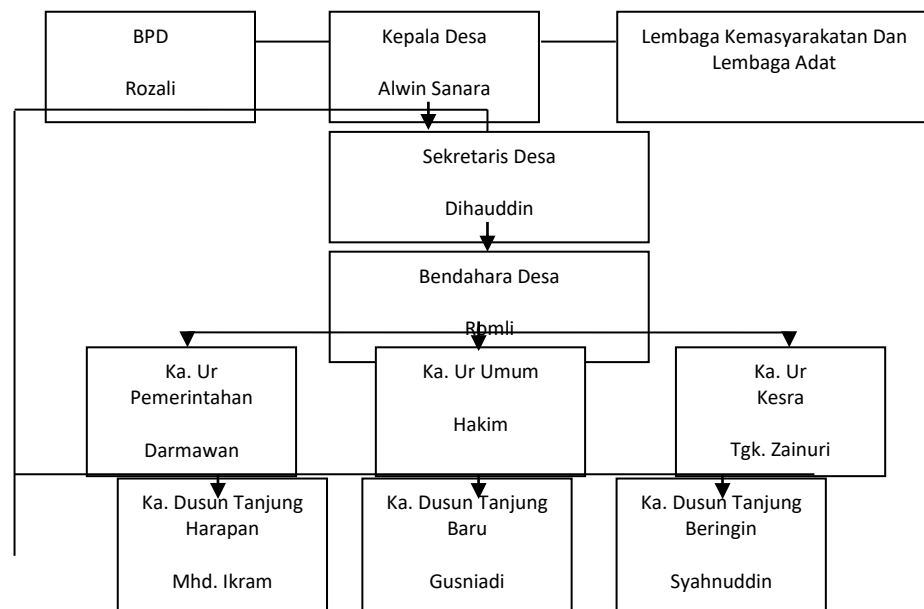 BPD
Rozali
Kepala Desa
Alwin Sanara
Lembaga Kemasyarakatan Dan
Lembaga Adat
Sekretaris Desa
Dihauddin
Bendahara Desa
Romli
Ka. Ur
Pemerintahan
Darmawan
Ka. Ur Umum
Hakim
Ka. Ur
Kesra
Tgk. Zainuri
Ka. Dusun Tanjung
Harapan
Mhd. Ikram
Ka. Dusun Tanjung
Baru
Gusniadi
Ka. Dusun Tanjung
Beringin
Syahnuddin